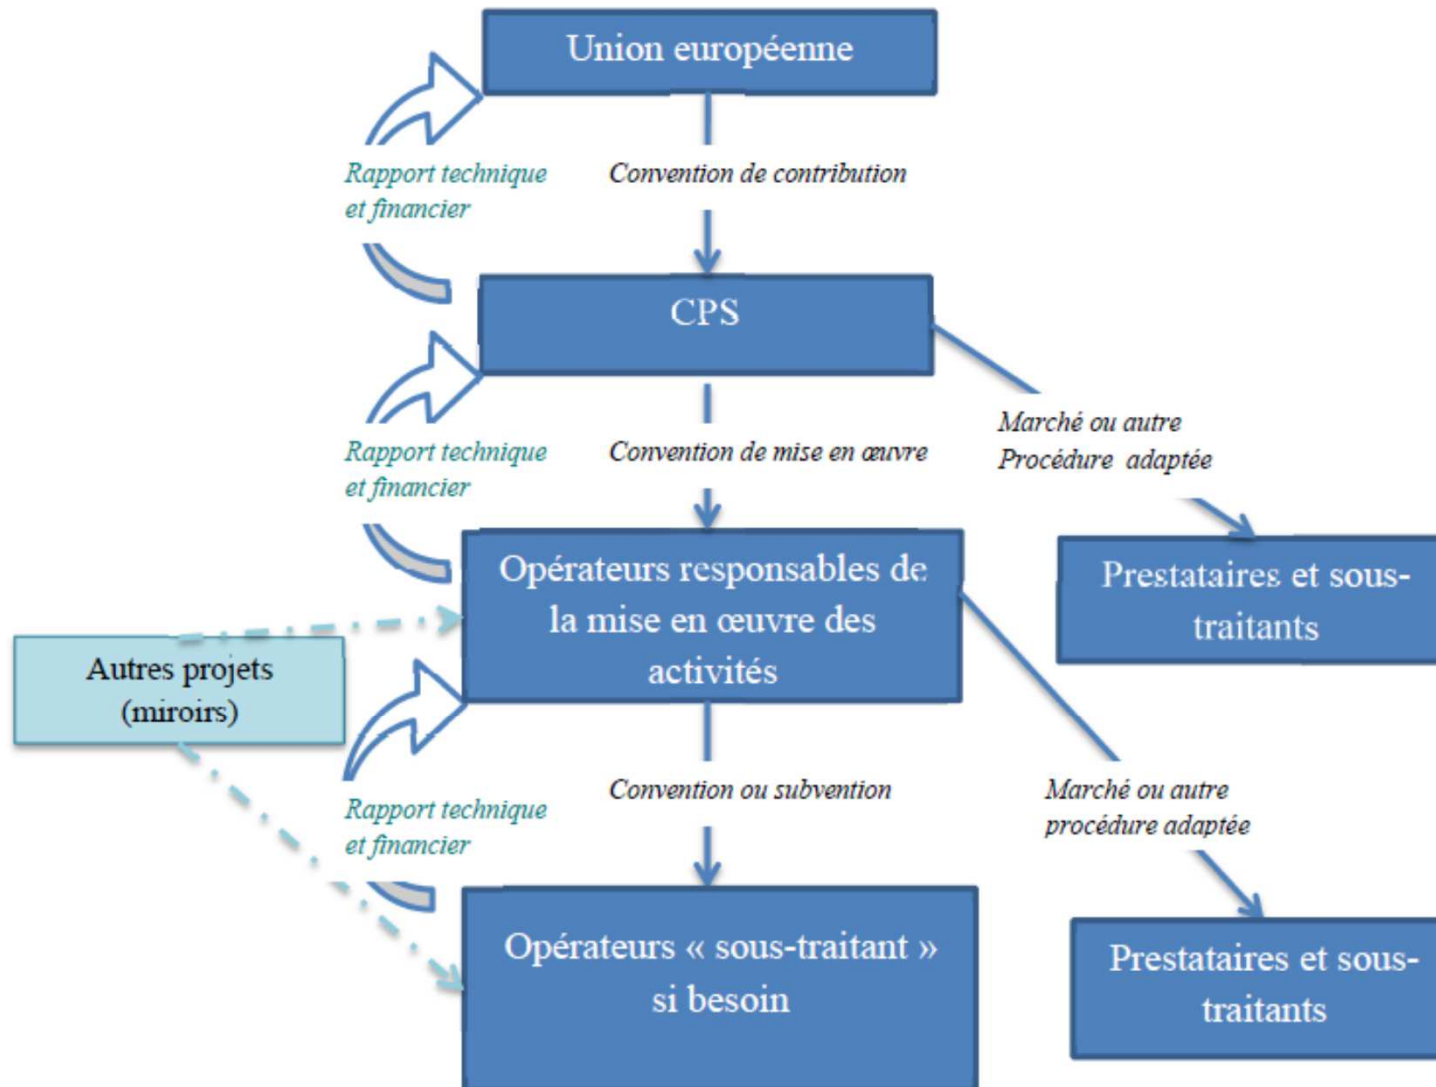 Union européenne
Rapport technique
et financier
Convention de contribution
CPS
Marché ou autre
Procédure adaptée
Rapport technique
et financier
Convention de mise en œuvre
Opérateurs responsables de
la mise en œuvre des
activités
Prestataires et sous-
traitants
Autres projets
(miroirs)
Rapport technique
et financier
Convention ou subvention
Marché ou autre
procédure adaptée
Opérateurs « sous-traitant »
si besoin
Prestataires et sous-
traitants